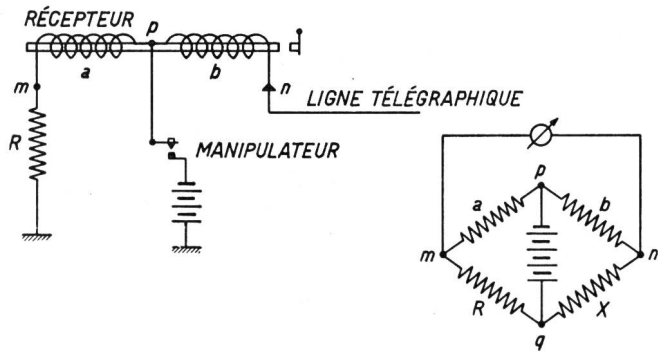 RÉCEPTEUR
p
a
b
m
n
LIGNE TÉLÉGRAPHIQUE
R
MANIPULATEUR
p
a
b
m
n
R
X
q